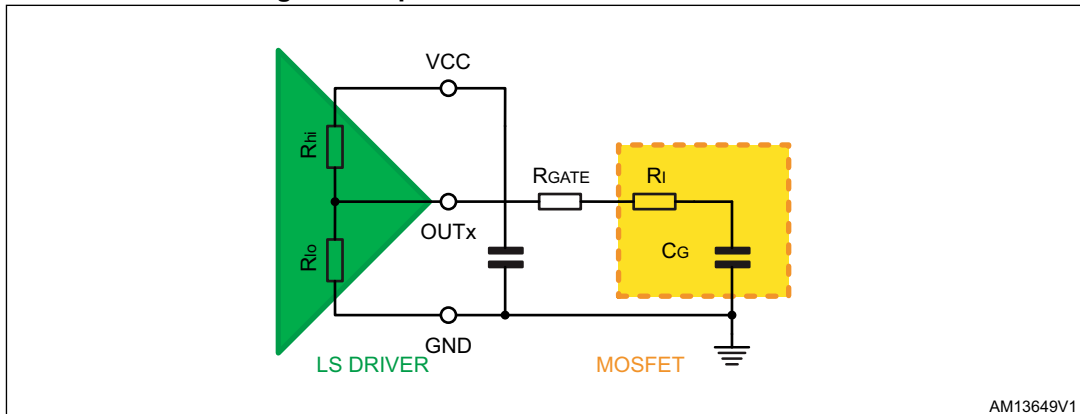 VCC
Rhi
RGATE
RI
OUTx
Rlo
CG
GND
LS DRIVER
MOSFET
AM13649V1